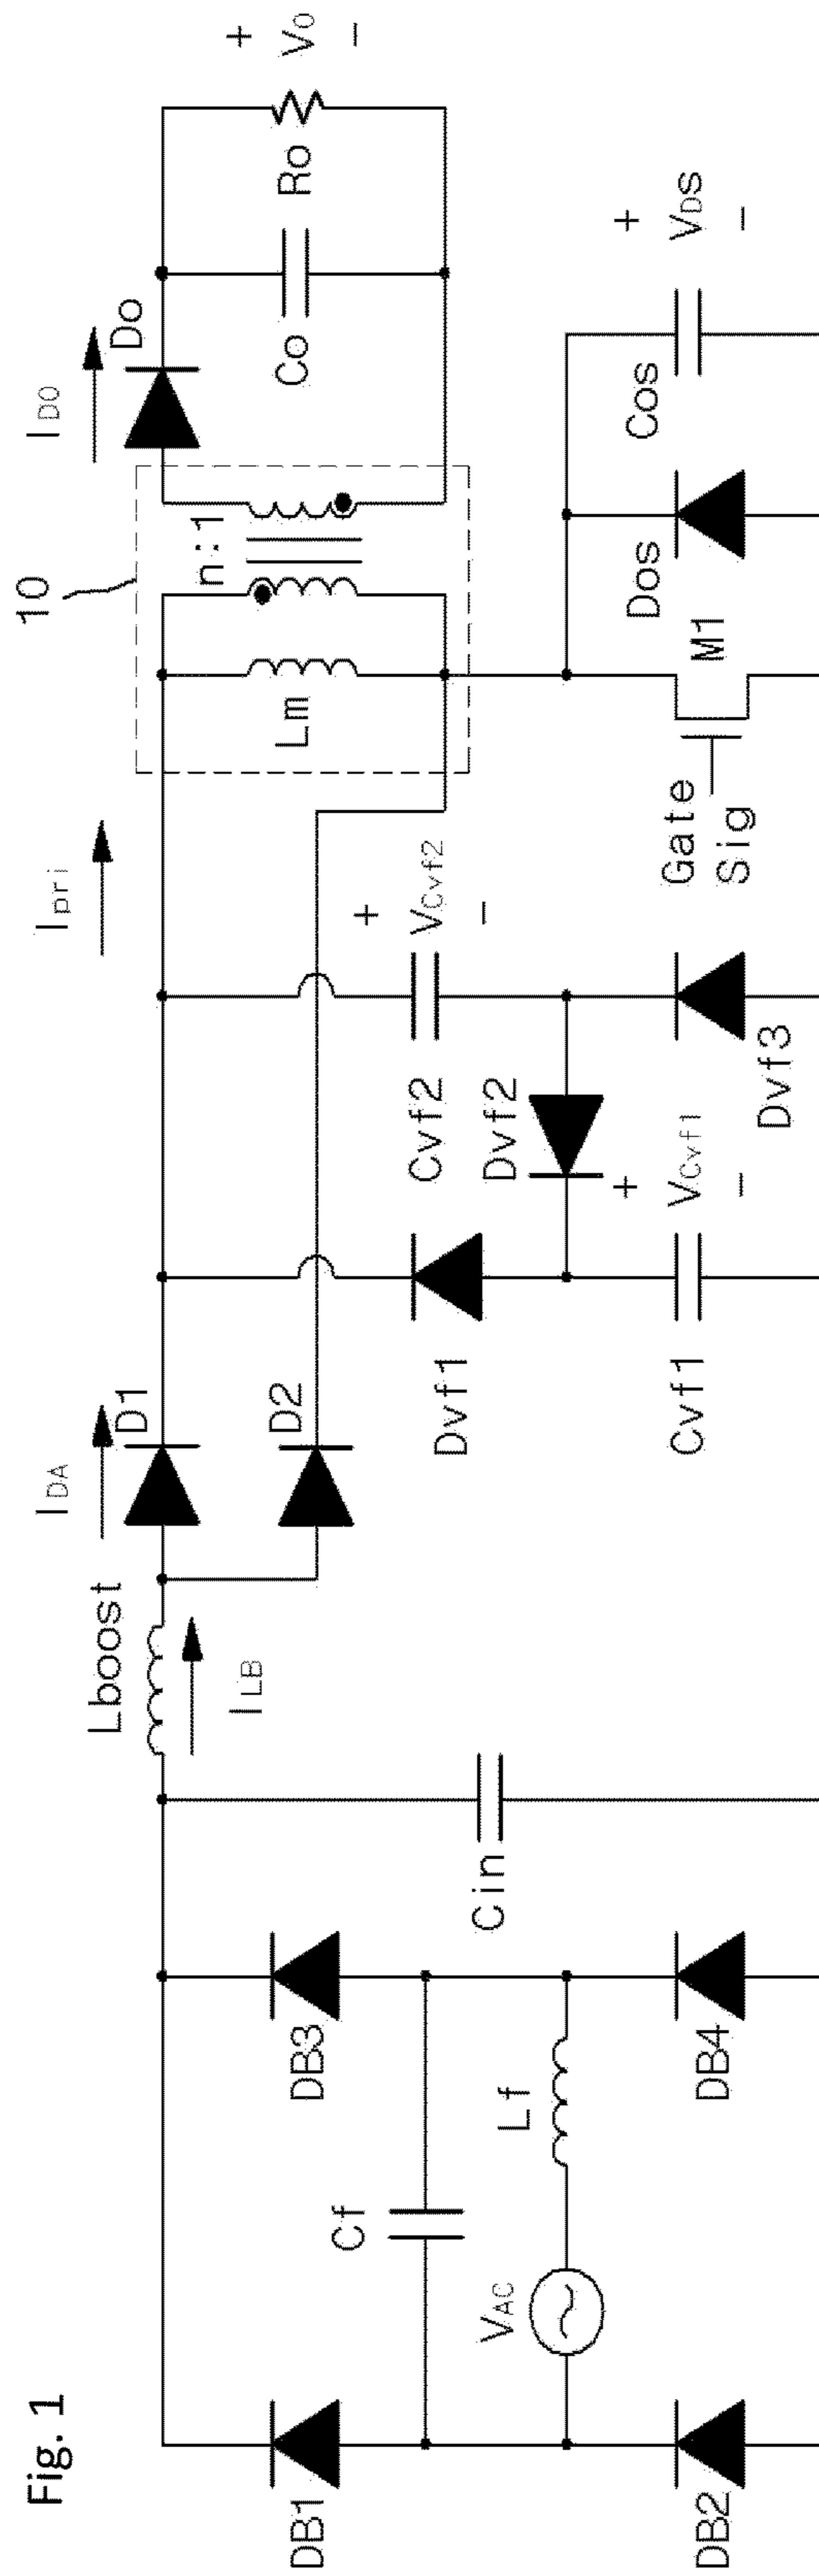 Fig. 1
DB1
DB2
Cf
VAC
Lf
DB3
DB4
Cin
Lboost
ILB
IDA
D1
D2
Dvf1
Cvf1
+
VCvf1
−
Dvf2
Cvf2
+
VCvf2
−
Dvf3
Ipri
10
Lm
n:1
Gate
Sig
M1
Dos
Cos
+
VDS
−
IDO
Do
Co
Ro
+
VO
−